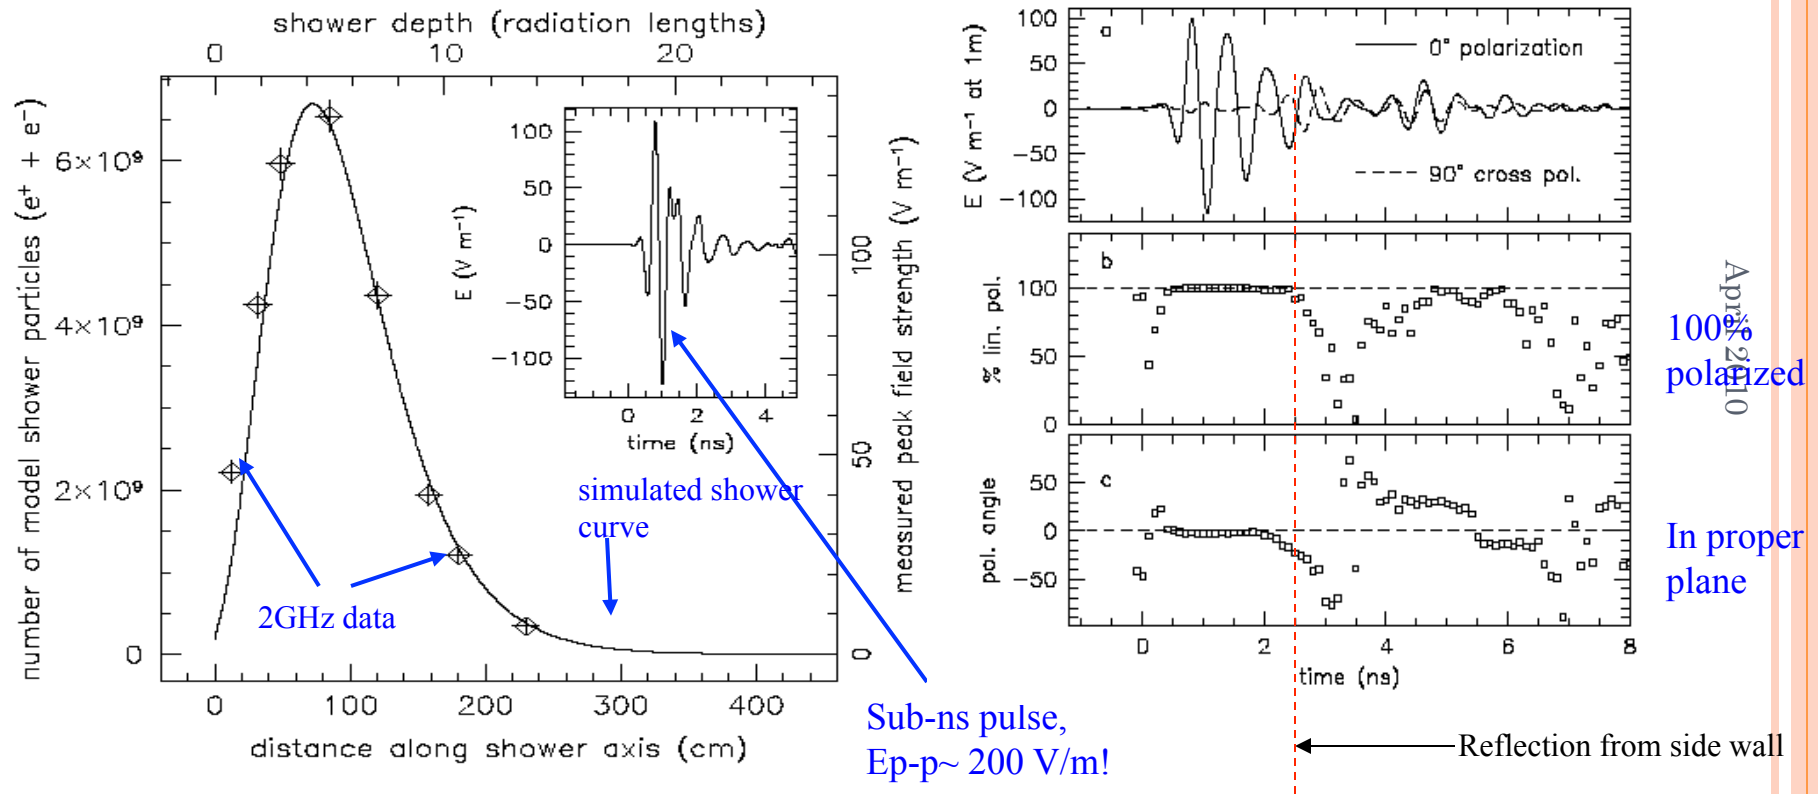 shower depth (radiation lengths)
0 10 20
number of model shower particles (e+ + e−)
6×10⁹
4×10⁹
2×10⁹
0
0 100 200 300 400
distance along shower axis (cm)
measured peak field strength (V m⁻¹)
100
50
0
E (V m⁻¹)
100
50
0
−50
−100
0 2 4
time (ns)
simulated shower
curve
2GHz data
Sub-ns pulse,
Ep-p~ 200 V/m!
E (V m⁻¹ at 1m)
100
50
0
−50
−100
a
0° polarization
90° cross pol.
% lin. pol.
100
50
0
b
pol. angle
50
0
−50
c
0 2 4 6 8
time (ns)
100%
polarized
In proper
plane
April 2010
Reflection from side wall